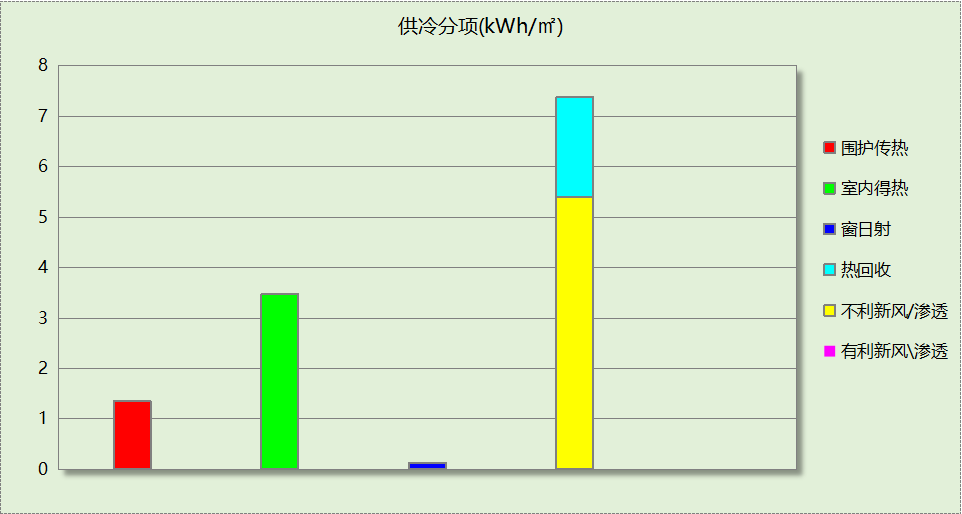 供冷分项(kWh/㎡)
8
7
6
5
4
3
2
1
0
围护传热
室内得热
窗日射
热回收
不利新风/渗透
有利新风\渗透